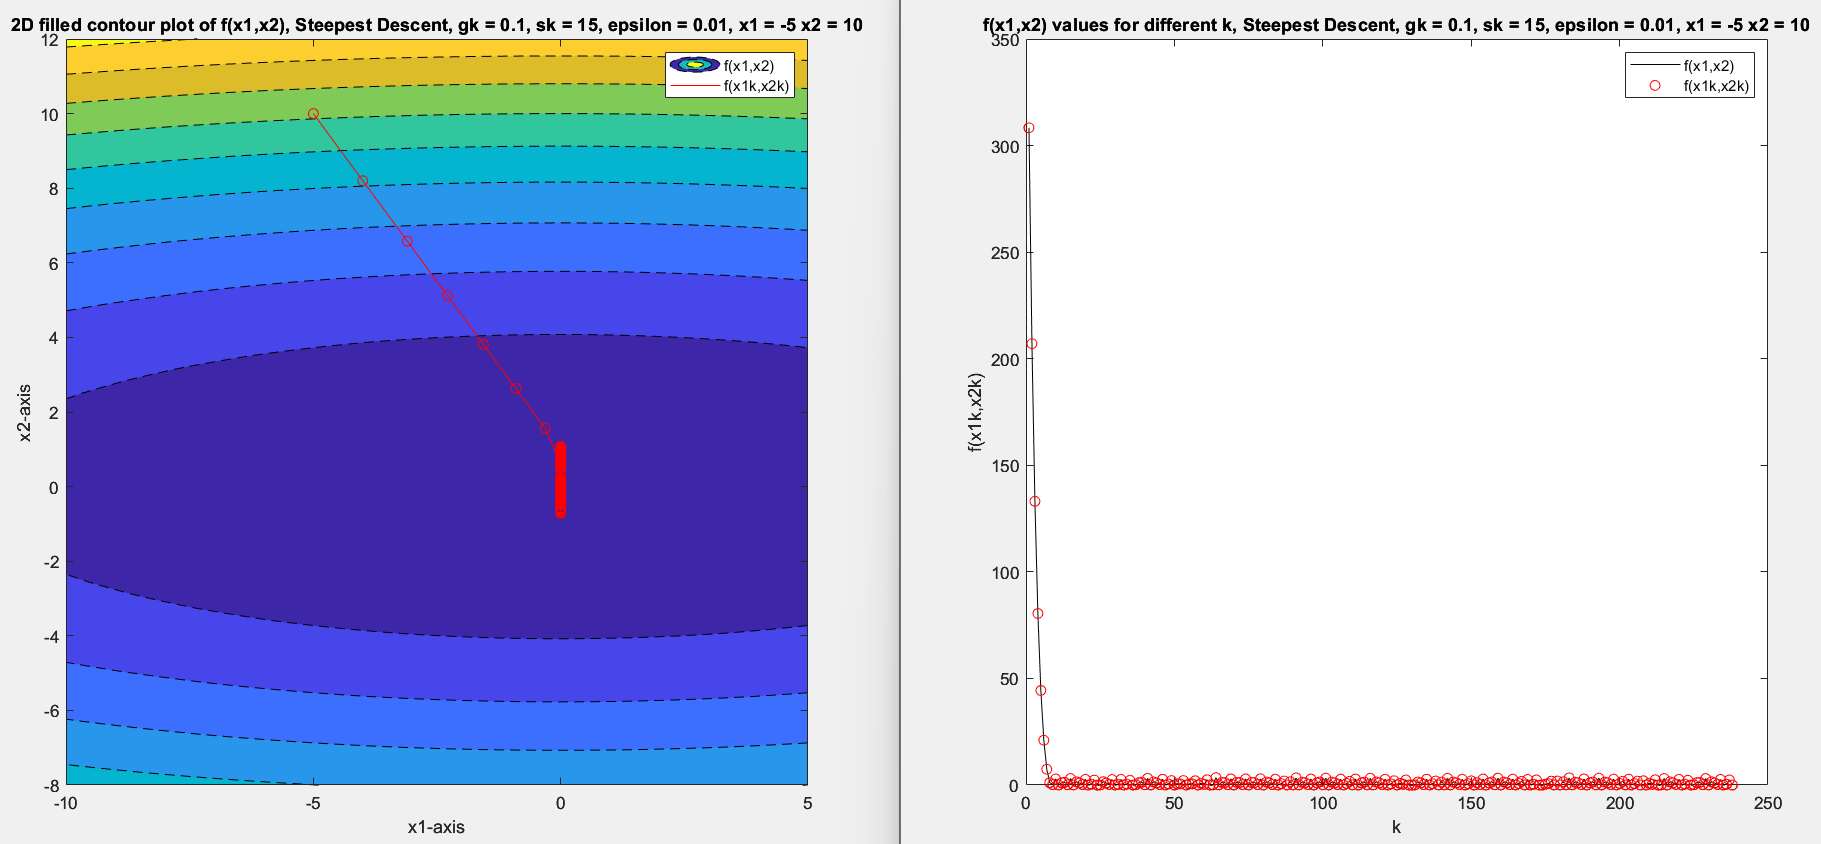 2D filled contour plot of f(x1,x2), Steepest Descent, gk = 0.1, sk = 15, epsilon = 0.01, x1 = -5 x2 = 10
12
10
8
6
4
2
0
-2
-4
-6
-8
x2-axis
-10
-5
0
5
x1-axis
f(x1,x2)
f(x1k,x2k)
f(x1,x2) values for different k, Steepest Descent, gk = 0.1, sk = 15, epsilon = 0.01, x1 = -5 x2 = 10
350
300
250
200
150
100
50
0
f(x1k,x2k)
0
50
100
150
200
250
k
f(x1,x2)
f(x1k,x2k)